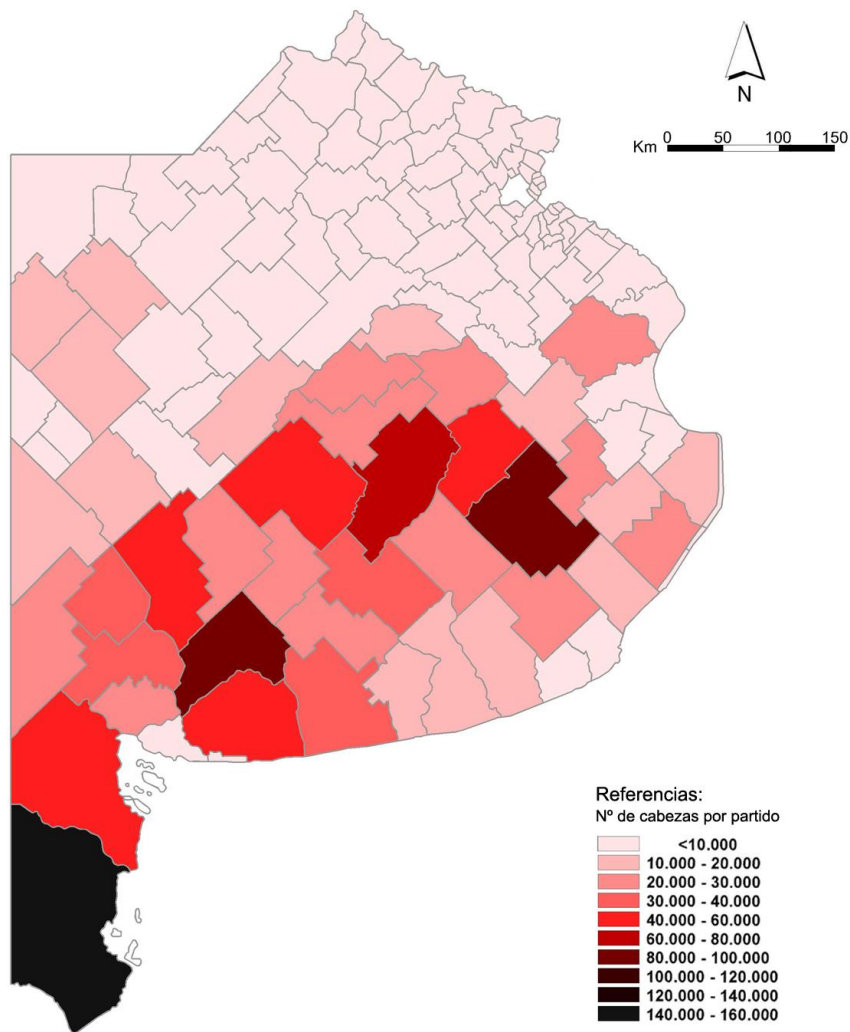 N
Km 0 50 100 150
Referencias:
Nº de cabezas por partido
<10.000
10.000 - 20.000
20.000 - 30.000
30.000 - 40.000
40.000 - 60.000
60.000 - 80.000
80.000 - 100.000
100.000 - 120.000
120.000 - 140.000
140.000 - 160.000